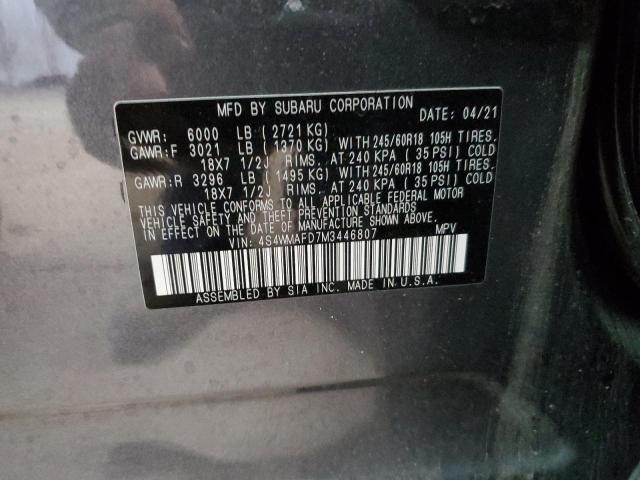 MFD BY SUBARU CORPORATION DATE: 04/21
GVWR: 6000 LB (2721 KG)
GAWR:F 3021 LB (1370 KG) WITH 245/60R18 105H TIRES.
18X7 1/2J RIMS. AT 240 KPA (35 PSI) COLD
GAWR:R 3296 LB (1495 KG) WITH 245/60R18 105H TIRES.
18X7 1/2J RIMS. AT 240 KPA (35 PSI) COLD
THIS VEHICLE CONFORMS TO ALL APPLICABLE FEDERAL MOTOR
VEHICLE SAFETY AND THEFT PREVENTION STANDARDS
IN EFFECT ON THE DATE OF MANUFACTURE SHOWN ABOVE.
VIN: 4S4WMAFD7M3446807 MPV
ASSEMBLED BY SIA INC. MADE IN U.S.A.